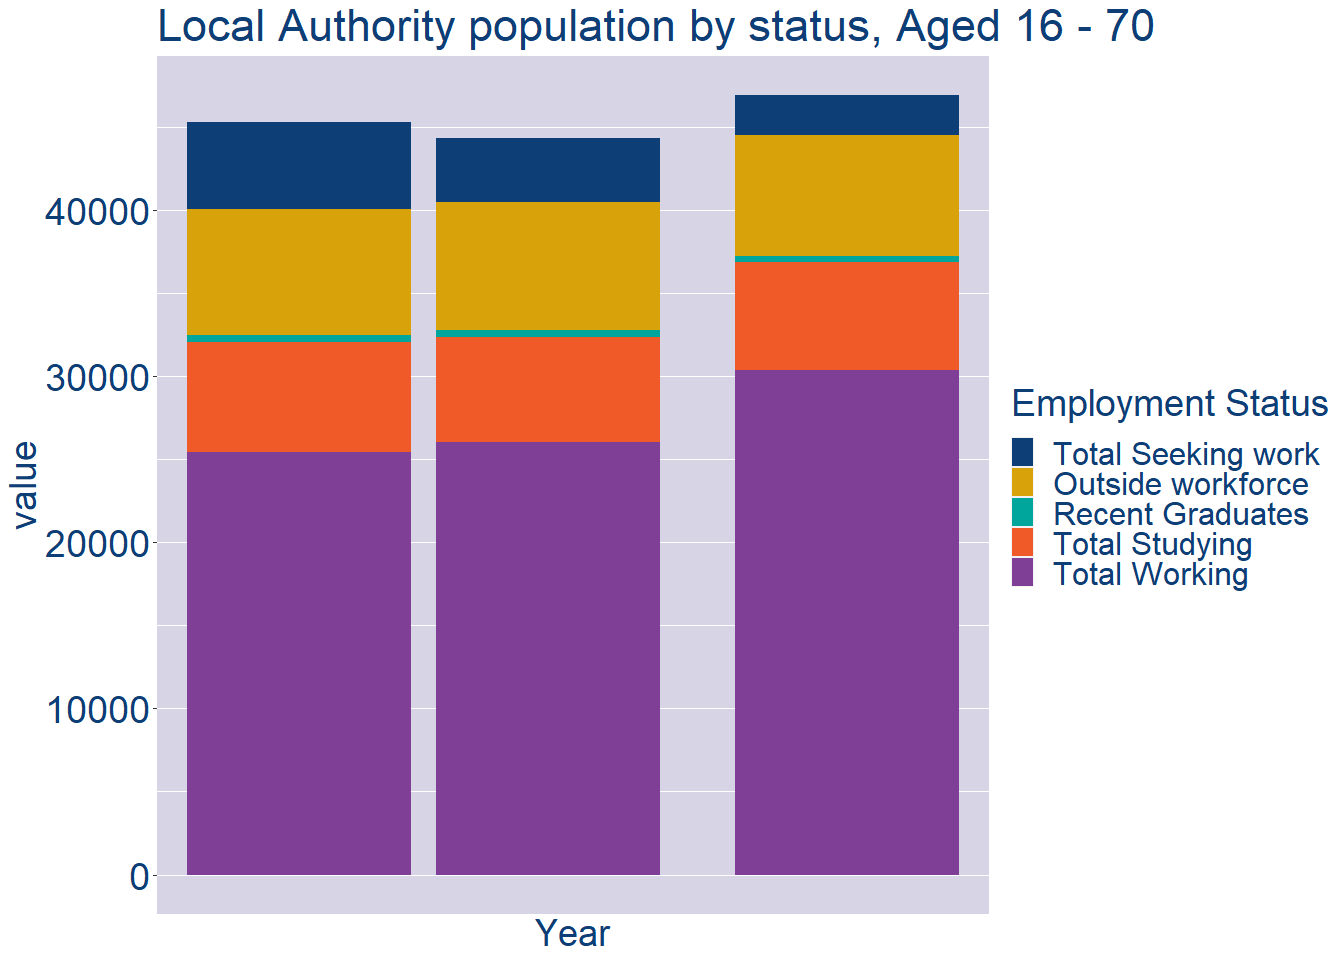 Local Authority population by status, Aged 16 - 70
value
40000
30000
20000
10000
0
Year
Employment Status
Total Seeking work
Outside workforce
Recent Graduates
Total Studying
Total Working